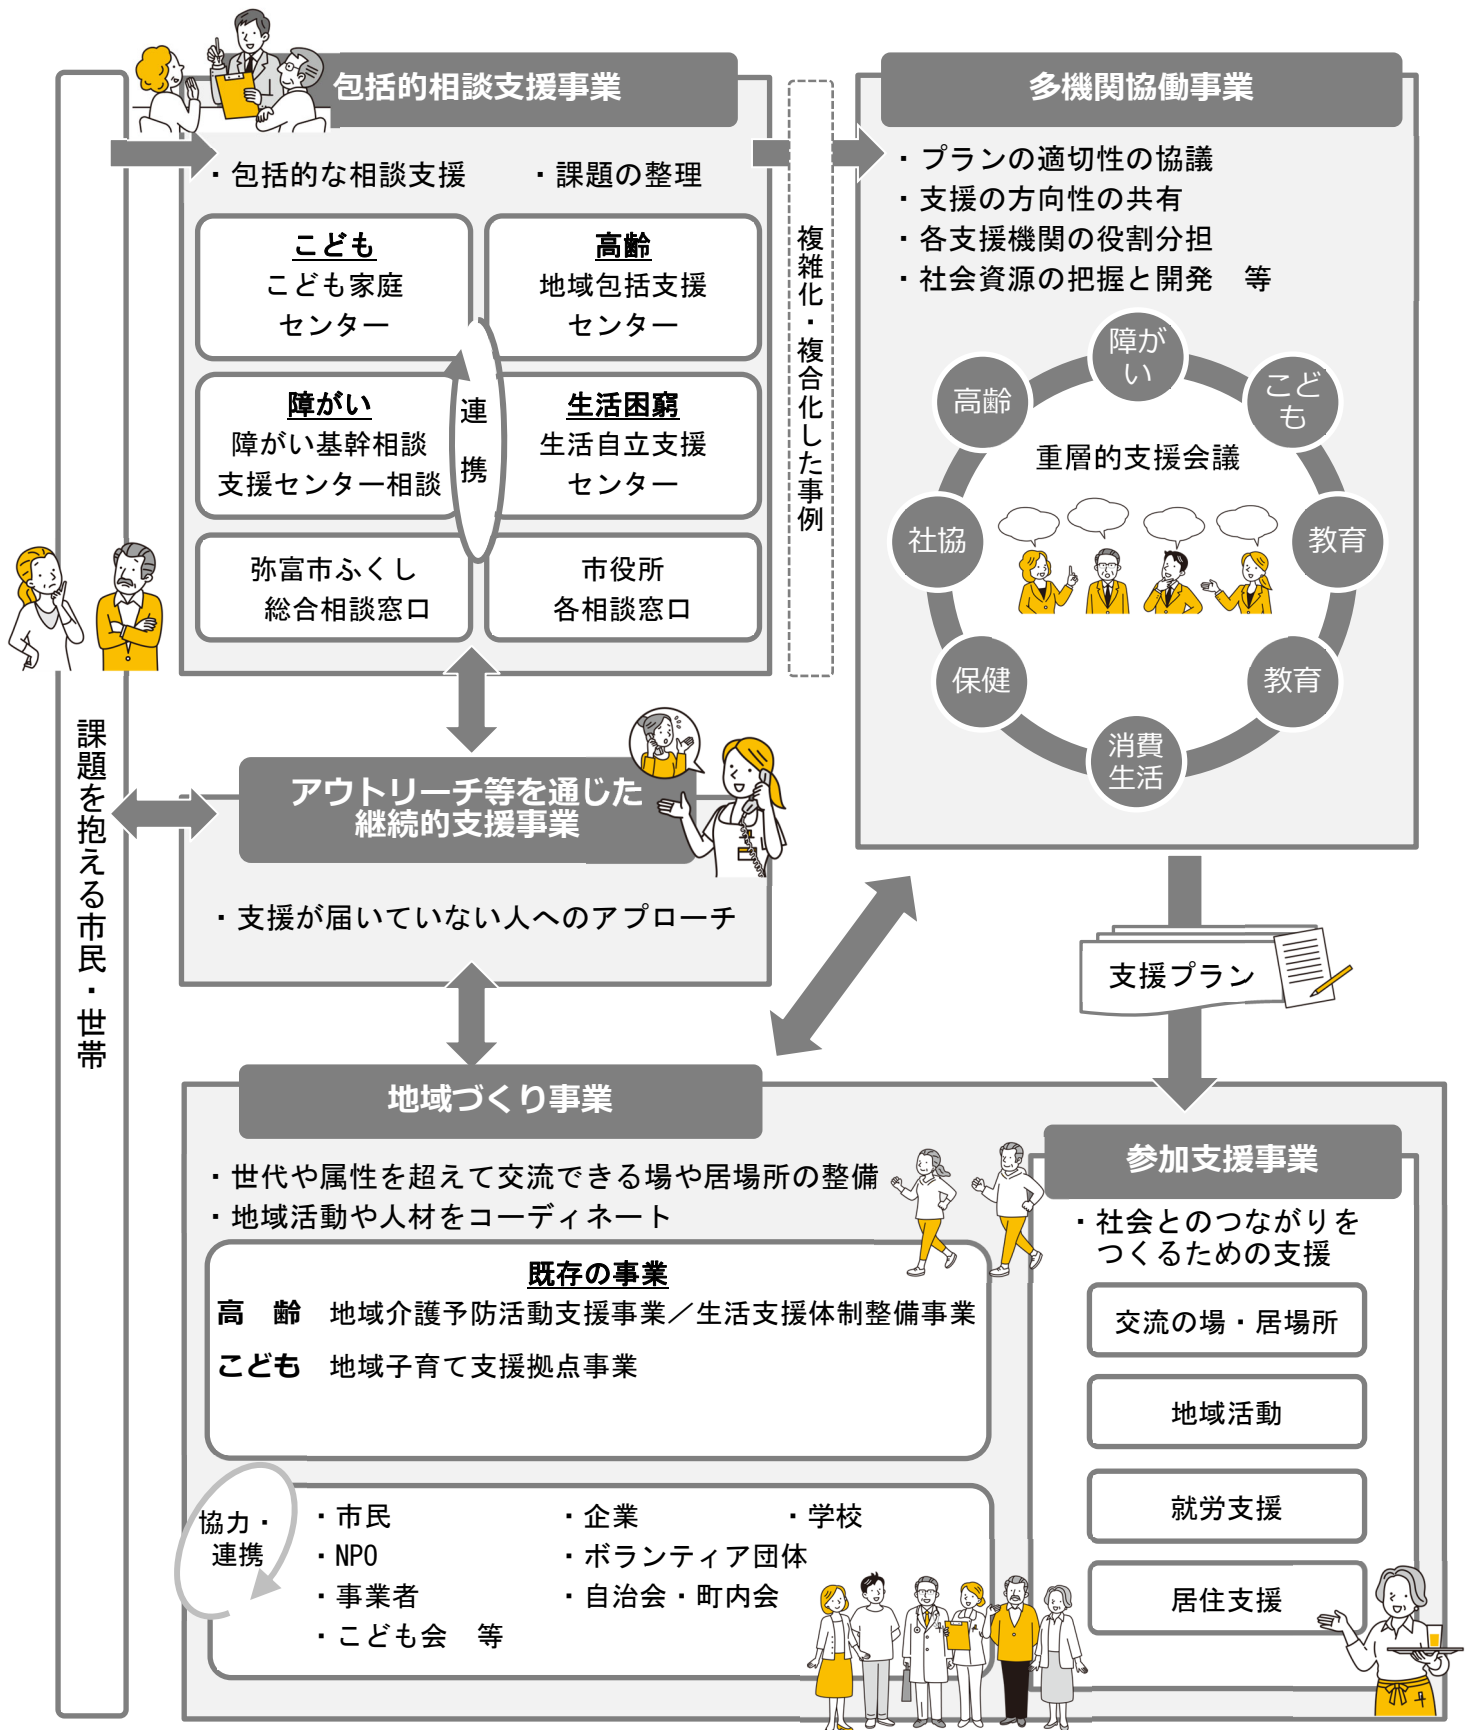 包括的相談支援事業
・包括的な相談支援　・課題の整理
こども
こども家庭
センター
高齢
地域包括支援
センター
障がい
障がい基幹相談
支援センター相談
生活困窮
生活自立支援
センター
連携
弥富市ふくし
総合相談窓口
市役所
各相談窓口
複雑化・複合化した事例
多機関協働事業
・プランの適切性の協議
・支援の方向性の共有
・各支援機関の役割分担
・社会資源の把握と開発　等
障が
い
こど
も
教育
教育
消費
生活
保健
社協
高齢
重層的支援会議
課題を抱える市民・世帯
アウトリーチ等を通じた
継続的支援事業
・支援が届いていない人へのアプローチ
支援プラン
地域づくり事業
・世代や属性を超えて交流できる場や居場所の整備
・地域活動や人材をコーディネート
既存の事業
高　齢　地域介護予防活動支援事業／生活支援体制整備事業
こども　地域子育て支援拠点事業
協力・
連携
・市民　・企業　・学校
・NPO　・ボランティア団体
・事業者　・自治会・町内会
・こども会　等
参加支援事業
・社会とのつながりを
つくるための支援
交流の場・居場所
地域活動
就労支援
居住支援